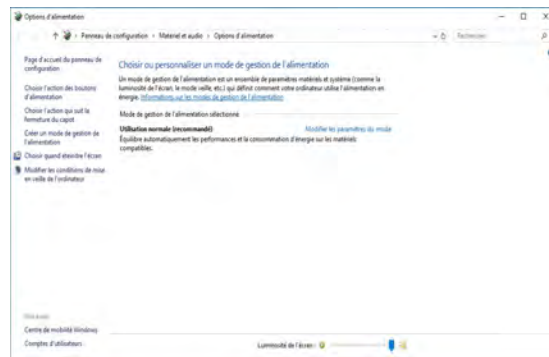 Options d'alimentation
Panneau de configuration › Matériel et audio › Options d'alimentation
Rechercher
Page d'accueil du panneau de
configuration
Choisir l'action des boutons
d'alimentation
Choisir l'action qui suit la
fermeture du capot
Créer un mode de gestion de
l'alimentation
Choisir quand éteindre l'écran
Modifier les conditions de mise
en veille de l'ordinateur
Choisir ou personnaliser un mode de gestion de l'alimentation
Un mode de gestion de l'alimentation est un ensemble de paramètres matériels et système (comme la
luminosité de l'écran, le mode veille, etc.) qui définit comment votre ordinateur utilise l'alimentation en
énergie. Informations sur les modes de gestion de l'alimentation
Mode de gestion de l'alimentation sélectionné
Utilisation normale (recommandé)
Modifier les paramètres du mode
Équilibre automatiquement les performances et la consommation d'énergie sur les matériels
compatibles.
Voir aussi
Centre de mobilité Windows
Comptes d'utilisateurs
Luminosité de l'écran :